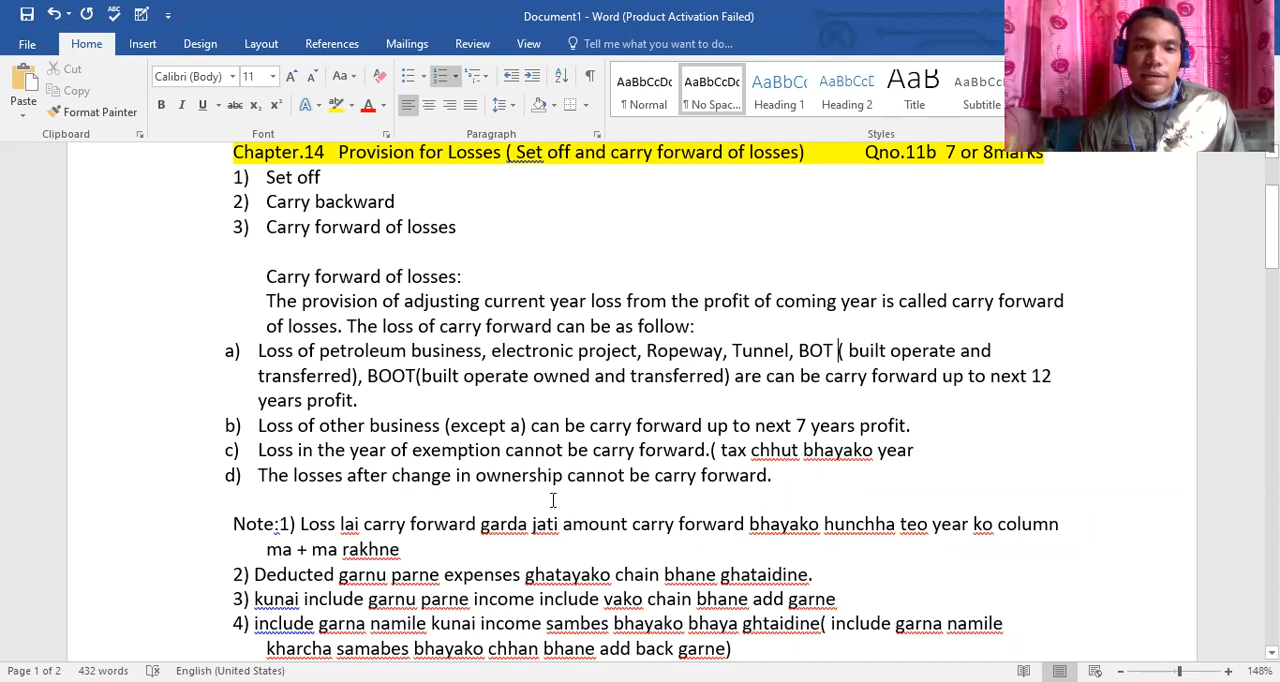 Document1 - Word (Product Activation Failed)
File Home Insert Design Layout References Mailings Review View Tell me what you want to do...
Paste
Cut
Copy
Format Painter
Clipboard
Calibri (Body) 11
Font
Paragraph
AaBbCcDc AaBbCcDc AaBbCc AaBbCcE AaB AaBbCcD
¶ Normal ¶ No Spac... Heading 1 Heading 2 Title Subtitle
Styles
Chapter.14 Provision for Losses ( Set off and carry forward of losses) Qno.11b 7 or 8marks
1) Set off
2) Carry backward
3) Carry forward of losses
Carry forward of losses:
The provision of adjusting current year loss from the profit of coming year is called carry forward
of losses. The loss of carry forward can be as follow:
a) Loss of petroleum business, electronic project, Ropeway, Tunnel, BOT ( built operate and
transferred), BOOT(built operate owned and transferred) are can be carry forward up to next 12
years profit.
b) Loss of other business (except a) can be carry forward up to next 7 years profit.
c) Loss in the year of exemption cannot be carry forward.( tax chhut bhayako year
d) The losses after change in ownership cannot be carry forward.
Note:1) Loss lai carry forward garda jati amount carry forward bhayako hunchha teo year ko column
ma + ma rakhne
2) Deducted garnu parne expenses ghatayako chain bhane ghataidine.
3) kunai include garnu parne income include vako chain bhane add garne
4) include garna namile kunai income sambes bhayako bhaya ghtaidine( include garna namile
kharcha samabes bhayako chhan bhane add back garne)
Page 1 of 2 432 words English (United States) 148%